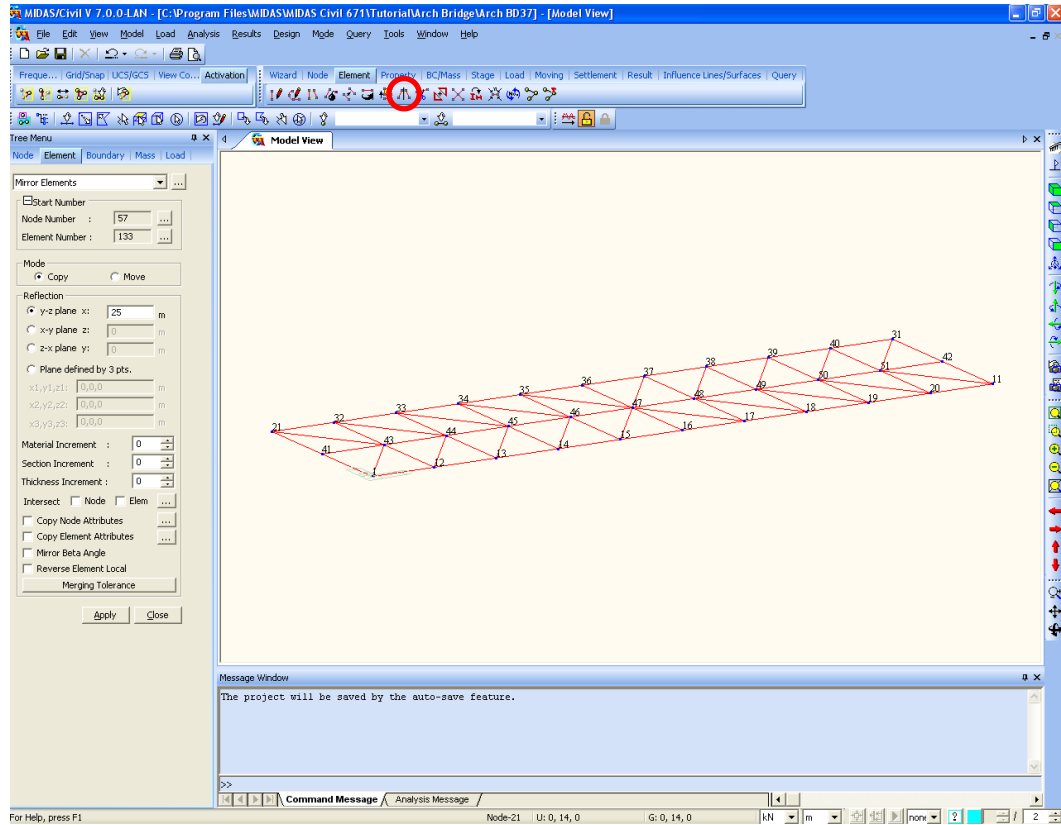 MIDAS/Civil V 7.0.0-LAN - [C:\Program Files\MIDAS\MIDAS Civil 671\Tutorial\Arch Bridge\Arch BD37] - [Model View]
File Edit View Model Load Analysis Results Design Mode Query Tools Window Help
Freque... Grid/Snap UCS/GCS View Co... Activation Wizard Node Element Property BC/Mass Stage Load Moving Settlement Result Influence Lines/Surfaces Query
Tree Menu
Model View
Node Element Boundary Mass Load
Mirror Elements ...
Start Number
Node Number : 57 ...
Element Number : 133 ...
Mode
Copy Move
Reflection
y-z plane x: 25 m
x-y plane z: 0 m
z-x plane y: 0 m
Plane defined by 3 pts.
x1,y1,z1: 0,0,0 m
x2,y2,z2: 0,0,0 m
x3,y3,z3: 0,0,0 m
Material Increment : 0
Section Increment : 0
Thickness Increment : 0
Intersect Node Elem ...
Copy Node Attributes ...
Copy Element Attributes ...
Mirror Beta Angle
Reverse Element Local
Merging Tolerance
Apply Close
21 32 33 34 35 36 37 38 39 40 31
41 43 44 45 46 47 48 49 50 51 42
1 12 13 14 15 16 17 18 19 20 11
Message Window
The project will be saved by the auto-save feature.
>>
Command Message Analysis Message
For Help, press F1 Node-21 U: 0, 14, 0 G: 0, 14, 0 kN m none ? / 2